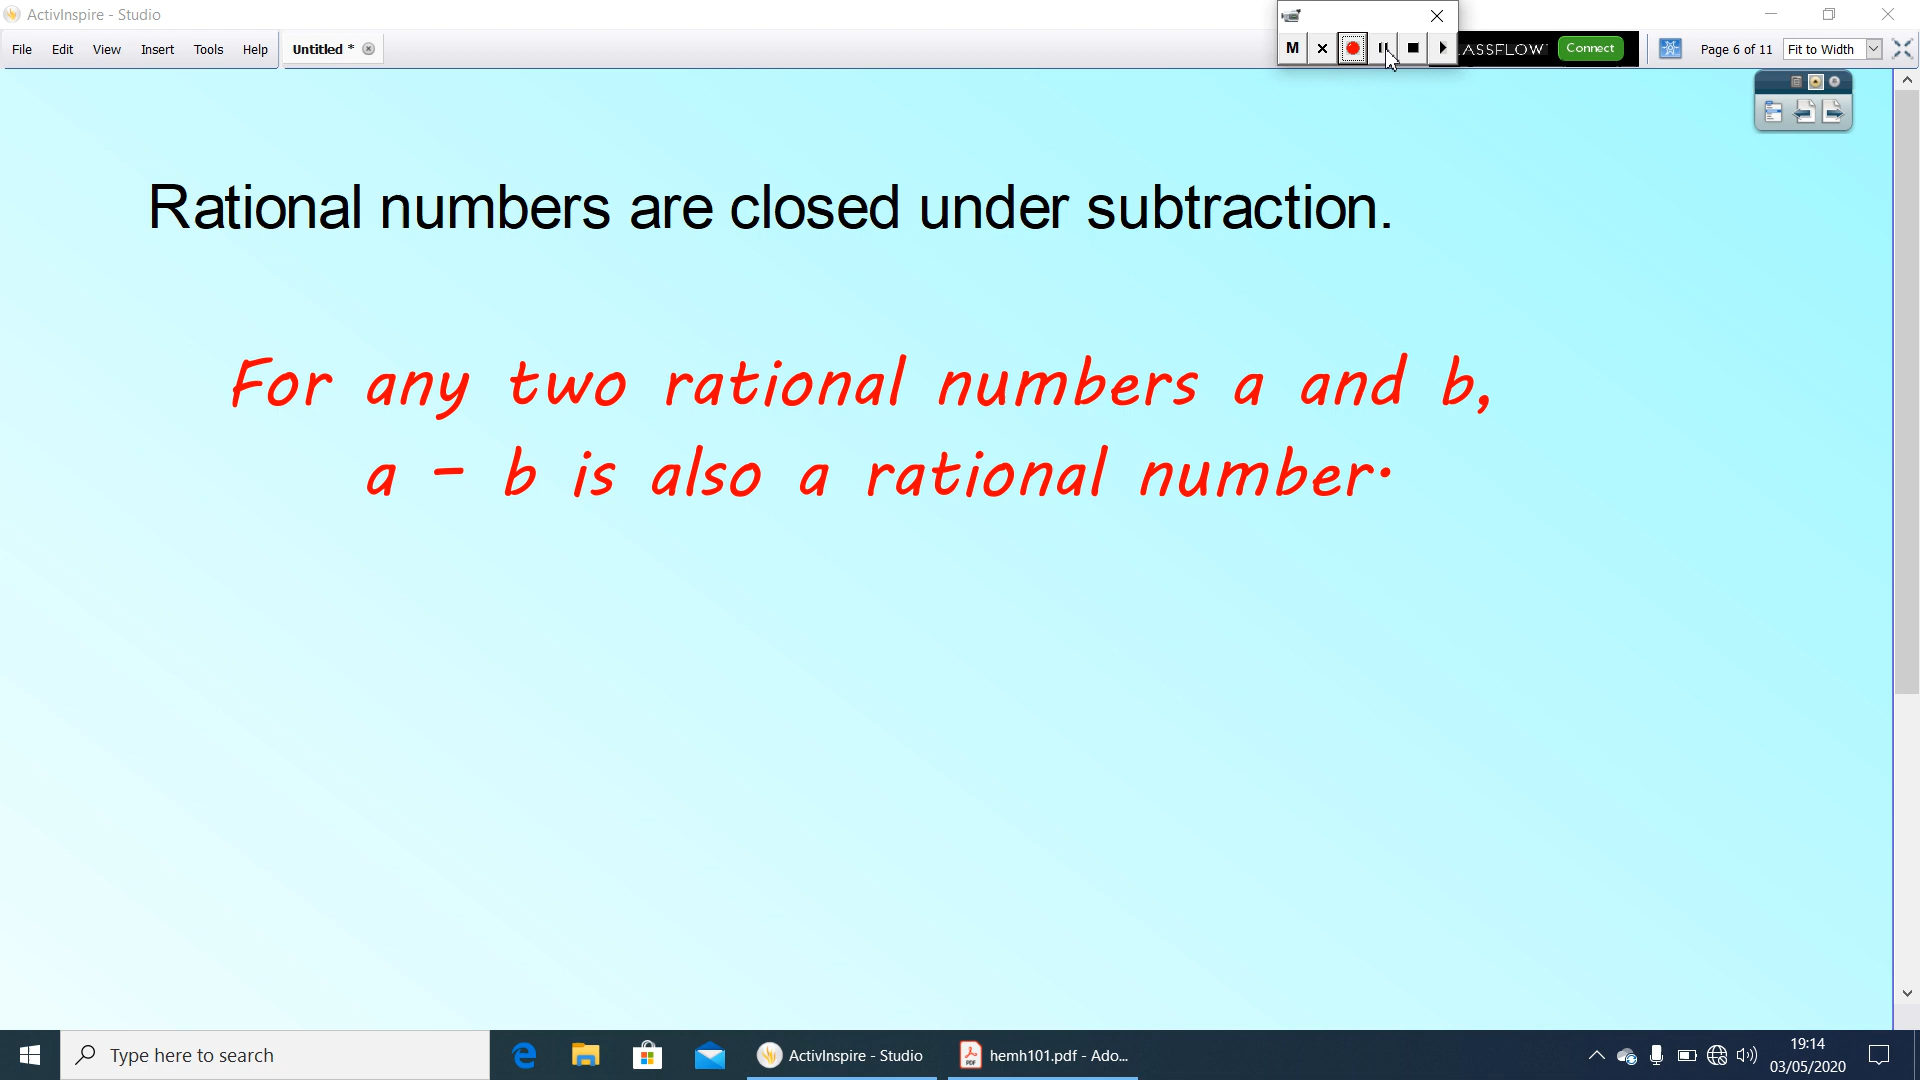 ActivInspire - Studio
File Edit View Insert Tools Help Untitled *
M
Connect Page 6 of 11 Fit to Width
Rational numbers are closed under subtraction.
For any two rational numbers a and b,
a - b is also a rational number.
Type here to search
ActivInspire - Studio
hemh101.pdf - Ado...
19:14
03/05/2020